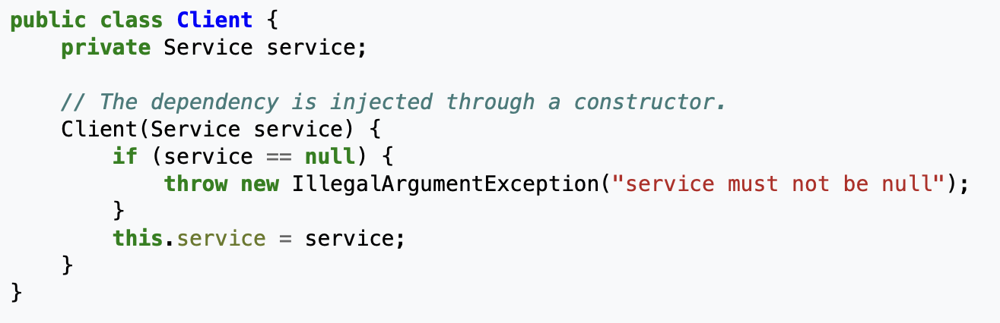 public class Client {
    private Service service;

    // The dependency is injected through a constructor.
    Client(Service service) {
        if (service == null) {
            throw new IllegalArgumentException("service must not be null");
        }
        this.service = service;
    }
}